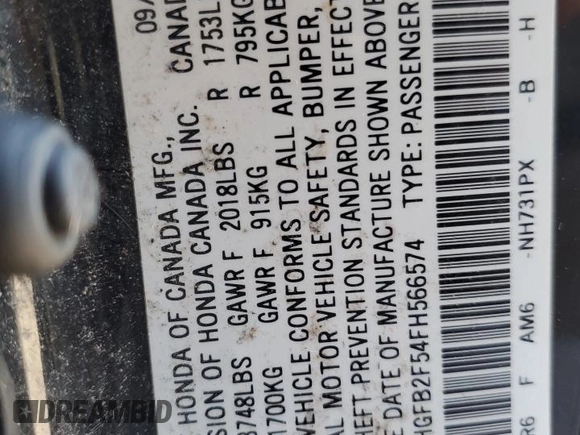 HONDA OF CANADA MFG., 09/
SION OF HONDA CANADA INC. CANADA
3748LBS GAWR F 2018LBS R 1753L
1700KG GAWR F 915KG R 795KG
VEHICLE CONFORMS TO ALL APPLICAB
MOTOR VEHICLE SAFETY, BUMPER,
HEFT PREVENTION STANDARDS IN EFFECT
E DATE OF MANUFACTURE SHOWN ABOVE
HGFB2F54FH566574 TYPE: PASSENGER
R6 F AM6 -NH731PX -B -H
DREAMBID